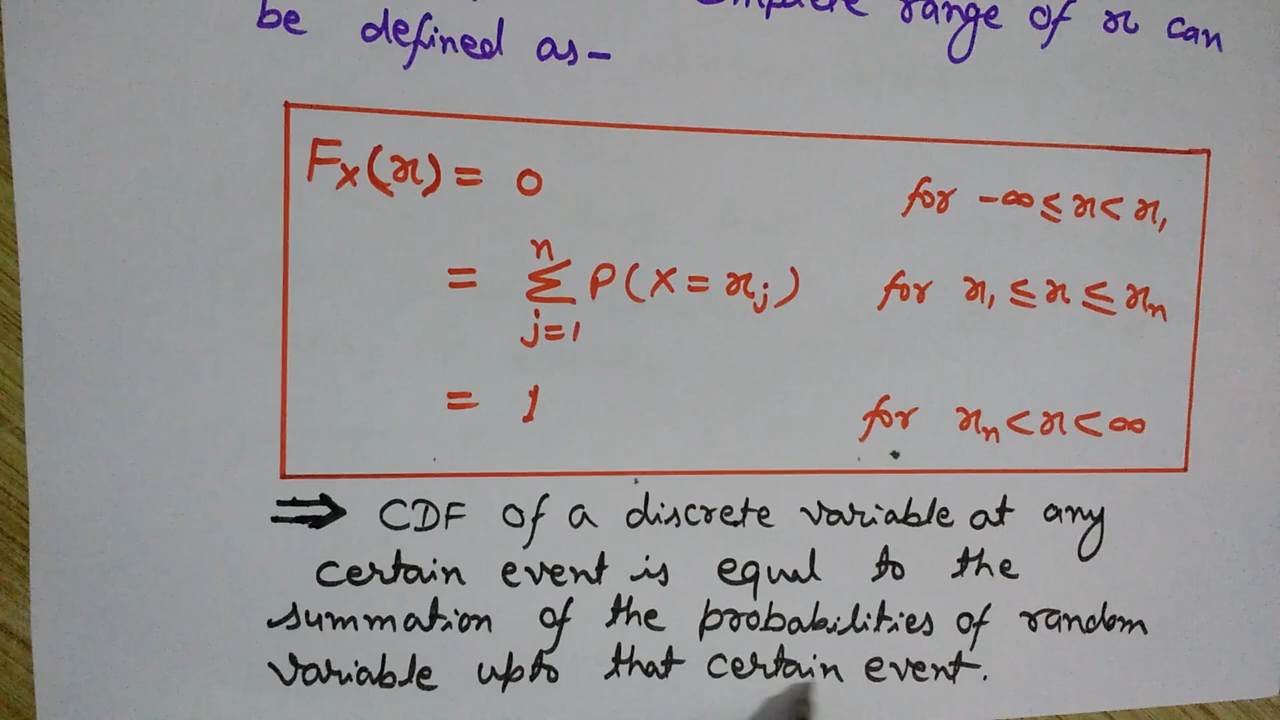 range of x can
be defined as-
Fx(x) = 0 for -∞ ≤ x < x₁
= Σ P(X = xⱼ) for x₁ ≤ x ≤ xₙ
n
j=1
= 1 for xₙ < x < ∞
⇒ CDF of a discrete variable at any
certain event is equal to the
summation of the probabilities of random
variable upto that certain event.